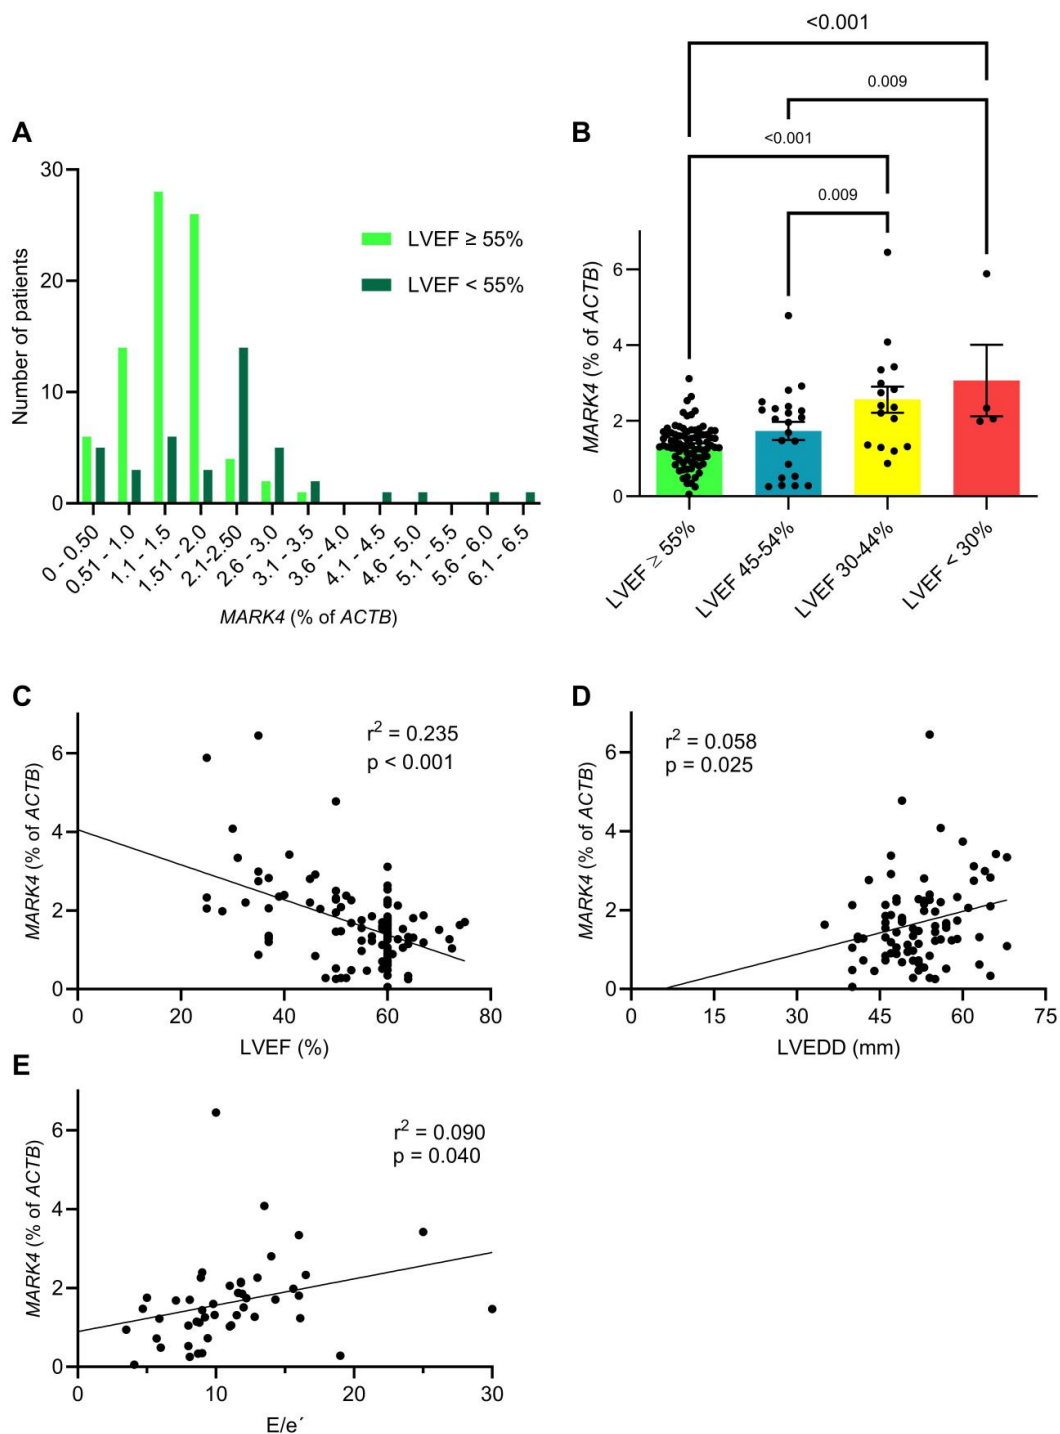 A
Number of patients
30
20
10
0
LVEF ≥ 55%
LVEF < 55%
0 - 0.50
0.51 - 1.0
1.1 - 1.5
1.51 - 2.0
2.1-2.50
2.6 - 3.0
3.1 - 3.5
3.6 - 4.0
4.1 - 4.5
4.6 - 5.0
5.1 - 5.5
5.6 - 6.0
6.1 - 6.5
MARK4 (% of ACTB)
B
<0.001
0.009
<0.001
0.009
MARK4 (% of ACTB)
6
4
2
0
LVEF ≥ 55%
LVEF 45-54%
LVEF 30-44%
LVEF < 30%
C
MARK4 (% of ACTB)
r² = 0.235
p < 0.001
6
4
2
0
0 20 40 60 80
LVEF (%)
D
MARK4 (% of ACTB)
r² = 0.058
p = 0.025
6
4
2
0
0 15 30 45 60 75
LVEDD (mm)
E
MARK4 (% of ACTB)
r² = 0.090
p = 0.040
6
4
2
0
0 10 20 30
E/e´